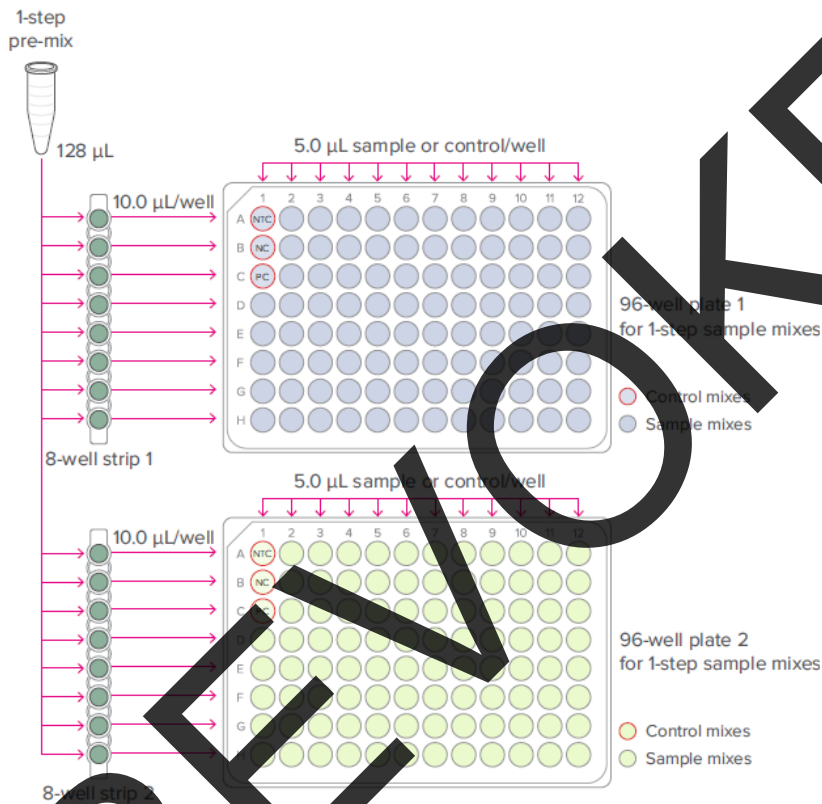 1-step
pre-mix
128 µL
5.0 µL sample or control/well
10.0 µL/well
1 2 3 4 5 6 7 8 9 10 11 12
A NTC
B NC
C PC
D
E
F
G
H
96-well plate 1
for 1-step sample mixes
Control mixes
Sample mixes
8-well strip 1
5.0 µL sample or control/well
10.0 µL/well
1 2 3 4 5 6 7 8 9 10 11 12
A NTC
B NC
C
D
E
F
G
H
96-well plate 2
for 1-step sample mixes
Control mixes
Sample mixes
8-well strip 2
EVOK